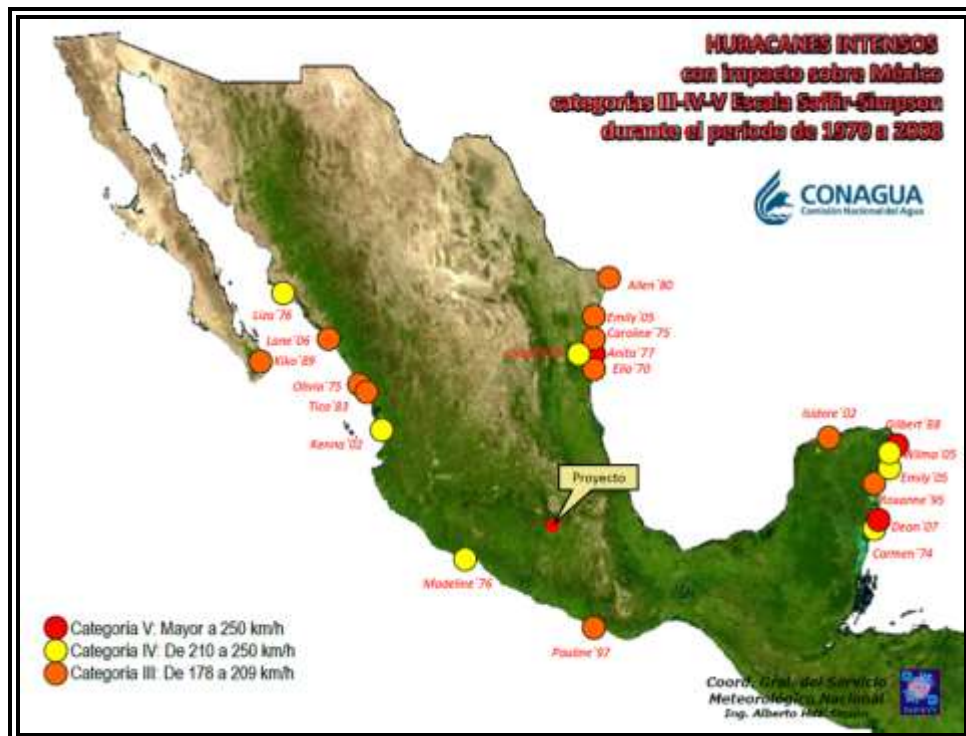 HURACANES INTENSOS
con impacto sobre México
categorías III-IV-V Escala Saffir-Simpson
durante el período de 1970 a 2008
CONAGUA
Comisión Nacional del Agua
Allen´80
Liza´76
Emily´05
Lane´06
Caroline´75
Kiko´89
Anita´77
Ella´70
Olivia´75
Tico´83
Isidore´02
Gilbert´88
Kenna´02
Wilma´05
Emily´05
Proyecto
Roxanne´95
Dean´07
Carmen´74
Madeline´76
Pauline´97
Categoría V: Mayor a 250 km/h
Categoría IV: De 210 a 250 km/h
Categoría III: De 178 a 209 km/h
Coord. Gral. del Servicio
Meteorológico Nacional
Ing. Alberto